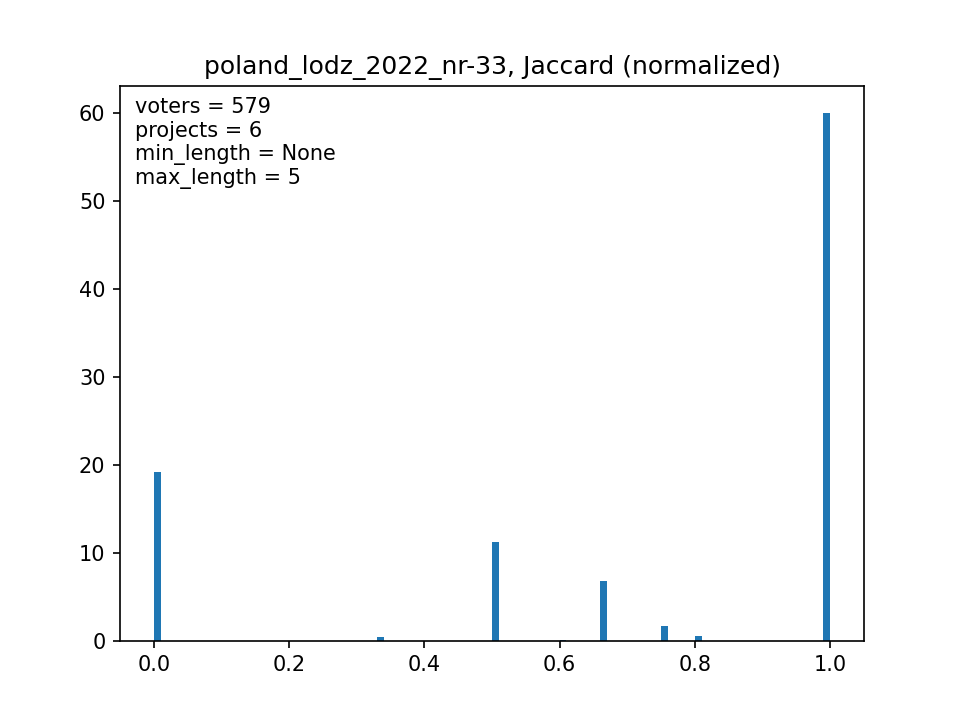 poland_lodz_2022_nr-33, Jaccard (normalized)
voters = 579
projects = 6
min_length = None
max_length = 5
60
50
40
30
20
10
0
0.0 0.2 0.4 0.6 0.8 1.0